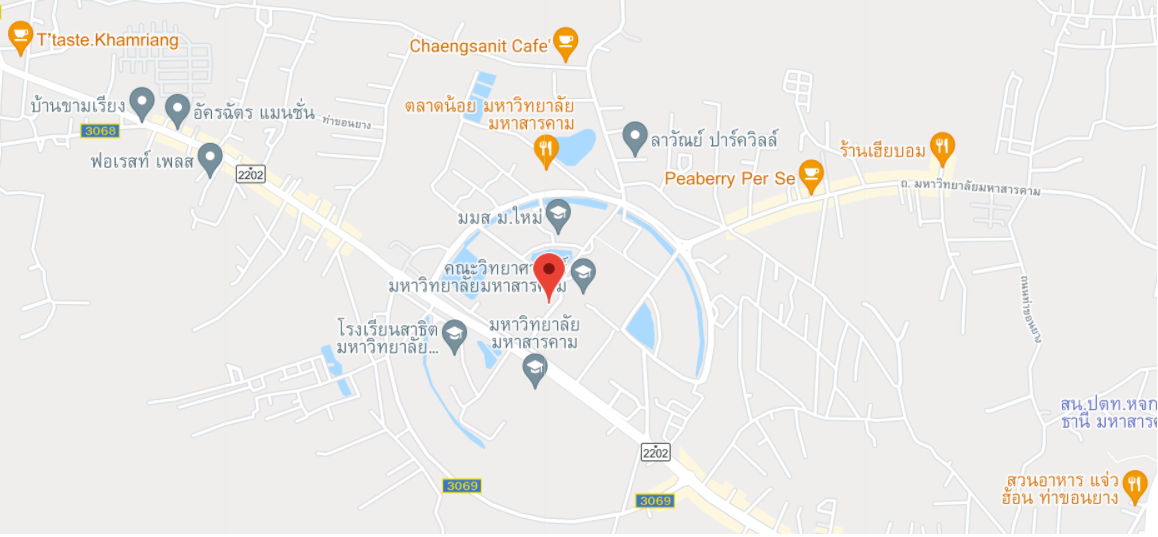 T'taste.Khamriang
Chaengsanit Cafe'
บ้านขามเรียง
อัครฉัตร แมนชั่น
ท่าขอนยาง
ตลาดน้อย มหาวิทยาลัย
มหาสารคาม
3068
ฟอเรสท์ เพลส
2202
ลาวัณย์ ปาร์ควิลล์
ร้านเฮียบอม
Peaberry Per Se
ถ. มหาวิทยาลัยมหาสารคาม
มมส ม.ใหม่
คณะวิทยาศ
มหาวิทยาลัยมหาสารคาม
ถนนท่าขอนยาง
โรงเรียนสาธิต
มหาวิทยาลัย...
มหาวิทยาลัย
มหาสารคาม
สน.ปตท.หจก
ธานี มหาสาร
2202
3069
3069
สวนอาหาร แจ่ว
ฮ้อน ท่าขอนยาง